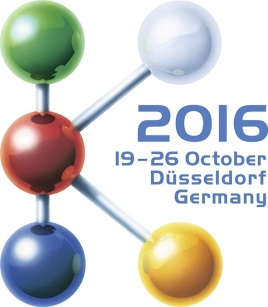 2016
19-26 October
Düsseldorf
Germany